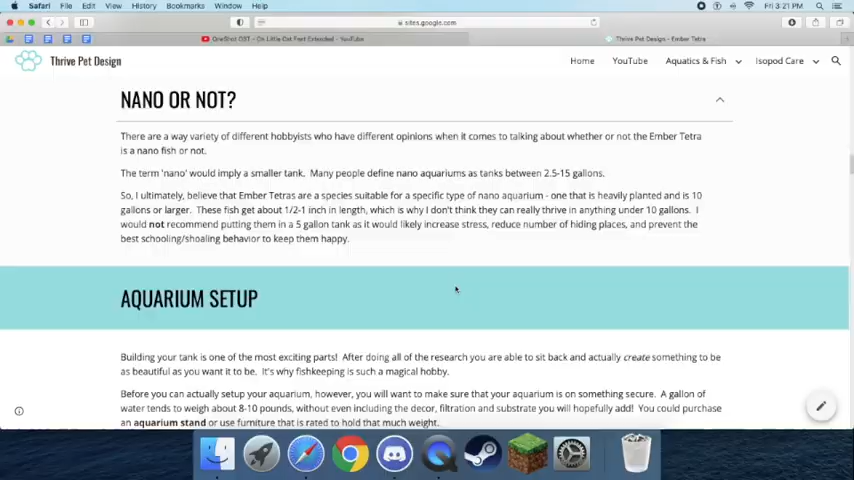 Safari File Edit View History Bookmarks Window Help
Fri 3:21 PM
sites.google.com
OneShot OST - On Little Cat Feet Extended - YouTube
Thrive Pet Design - Ember Tetra
Thrive Pet Design
Home YouTube Aquatics & Fish Isopod Care
NANO OR NOT?
There are a way variety of different hobbyists who have different opinions when it comes to talking about whether or not the Ember Tetra
is a nano fish or not.
The term 'nano' would imply a smaller tank. Many people define nano aquariums as tanks between 2.5-15 gallons.
So, I ultimately, believe that Ember Tetras are a species suitable for a specific type of nano aquarium - one that is heavily planted and is 10
gallons or larger. These fish get about 1/2-1 inch in length, which is why I don't think they can really thrive in anything under 10 gallons. I
would not recommend putting them in a 5 gallon tank as it would likely increase stress, reduce number of hiding places, and prevent the
best schooling/shoaling behavior to keep them happy.
AQUARIUM SETUP
Building your tank is one of the most exciting parts! After doing all of the research you are able to sit back and actually create something to be
as beautiful as you want it to be. It's why fishkeeping is such a magical hobby.
Before you can actually setup your aquarium, however, you will want to make sure that your aquarium is on something secure. A gallon of
water tends to weigh about 8-10 pounds, without even including the decor, filtration and substrate you will hopefully add! You could purchase
an aquarium stand or use furniture that is rated to hold that much weight.